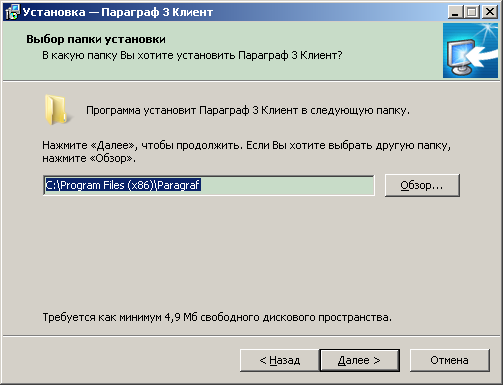 Установка — Параграф 3 Клиент
Выбор папки установки
В какую папку Вы хотите установить Параграф 3 Клиент?
Программа установит Параграф 3 Клиент в следующую папку.
Нажмите «Далее», чтобы продолжить. Если Вы хотите выбрать другую папку,
нажмите «Обзор».
C:\Program Files (x86)\Paragraf
Обзор...
Требуется как минимум 4,9 Мб свободного дискового пространства.
< Назад
Далее >
Отмена